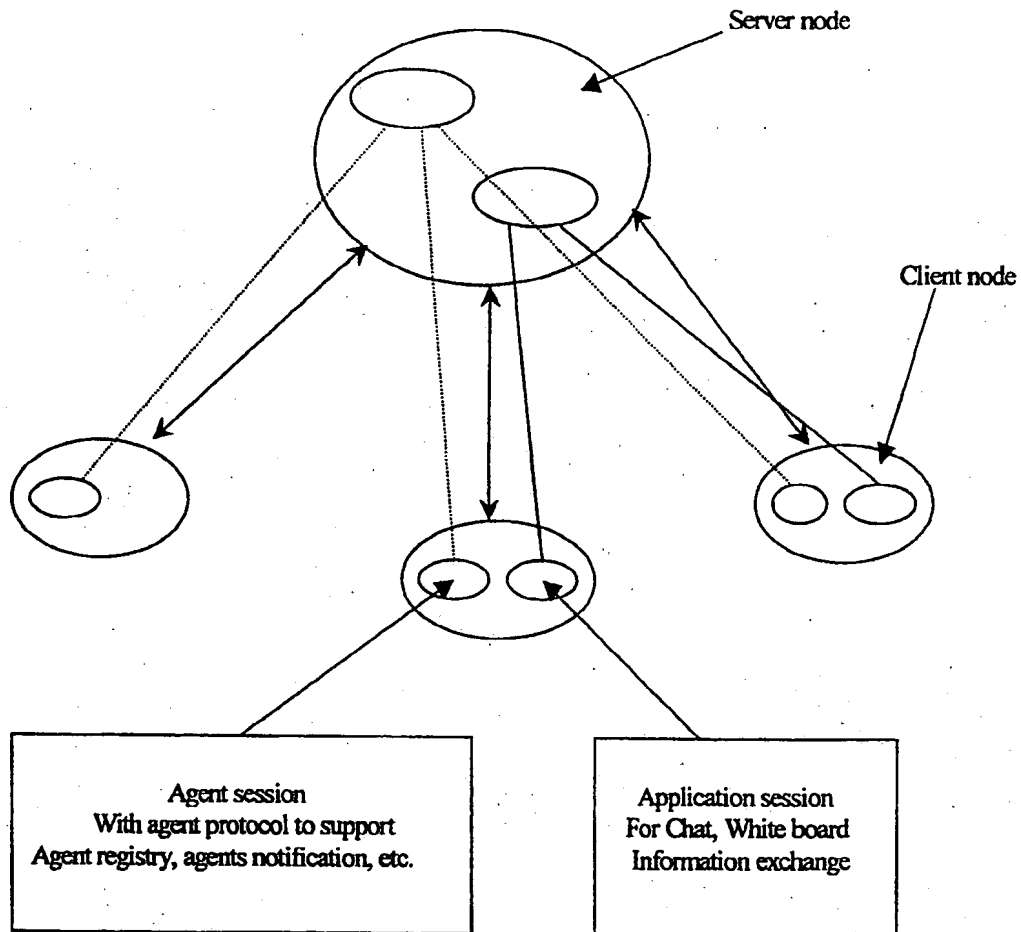 Server node
Client node
Agent session
With agent protocol to support
Agent registry, agents notification, etc.
Application session
For Chat, White board
Information exchange